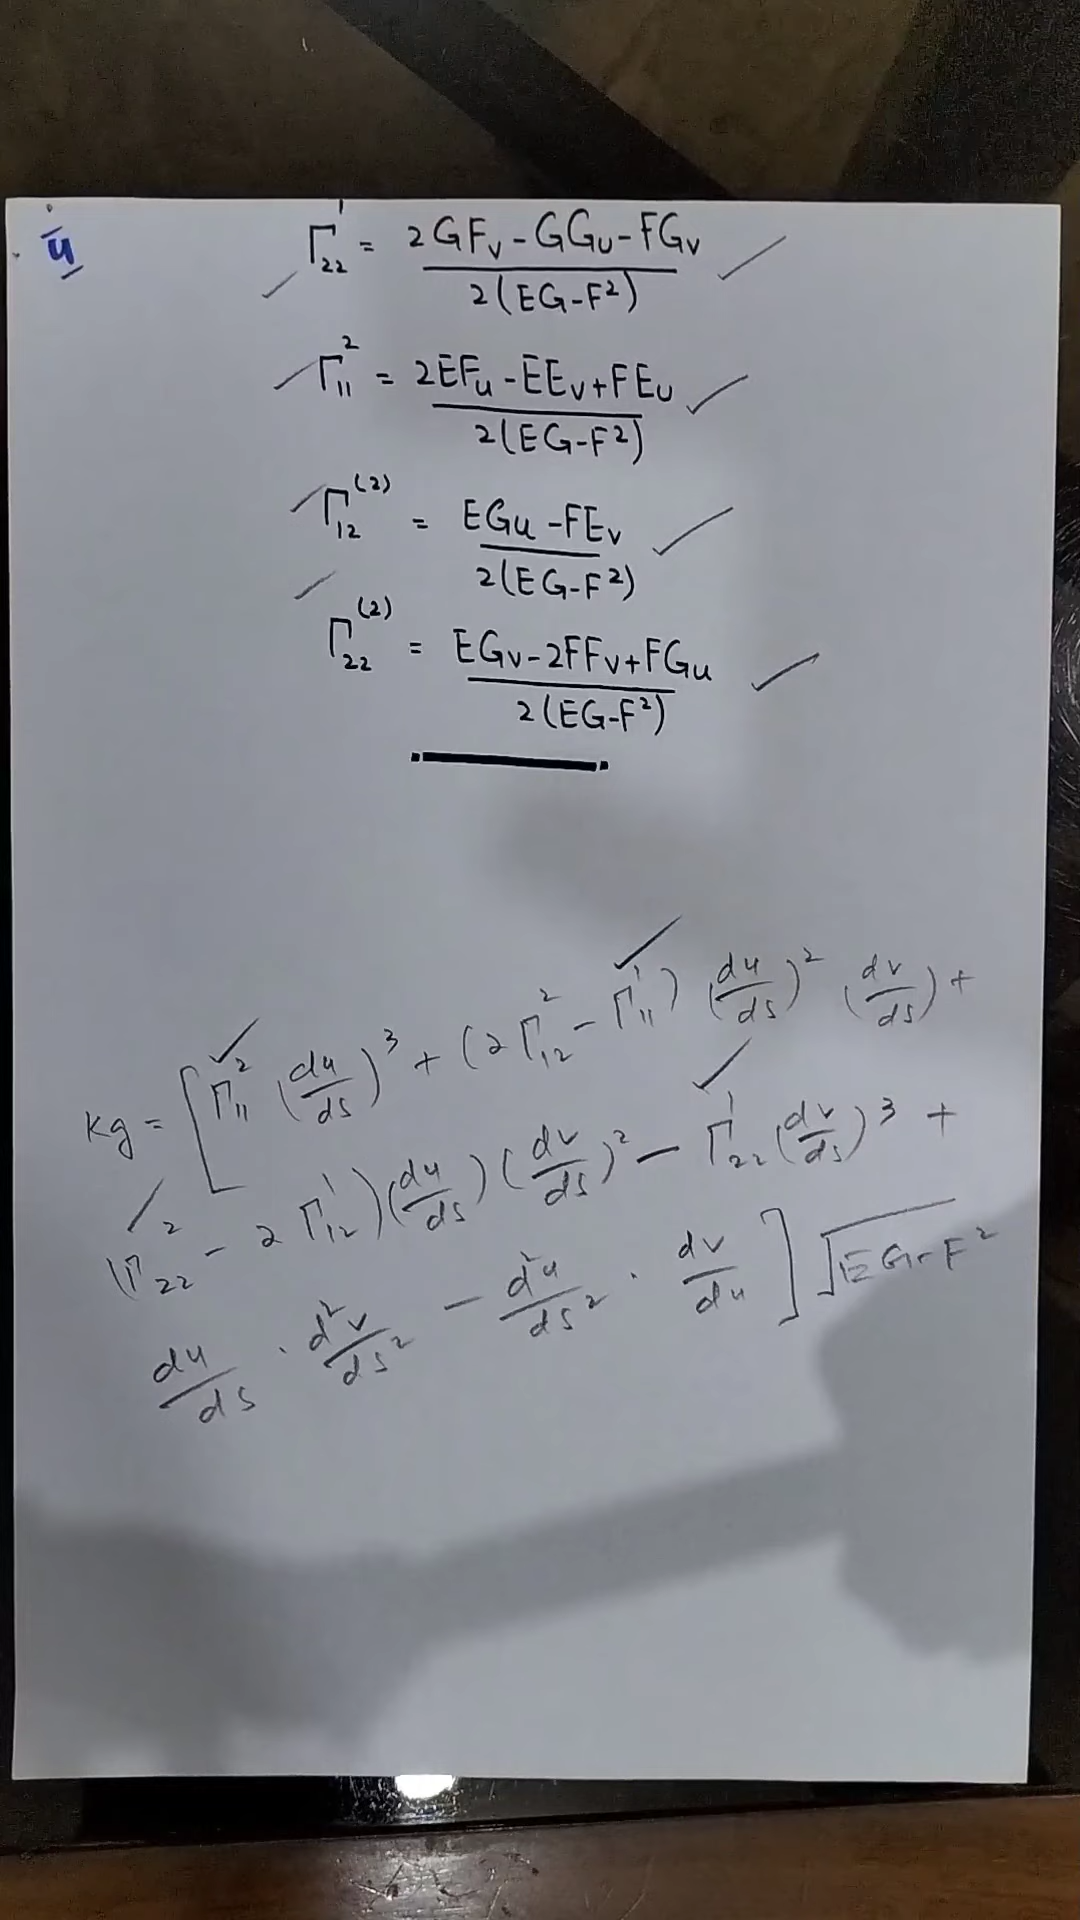 4
Γ¹₂₂ = 2GFᵥ - GGᵤ - FGᵥ / 2(EG-F²)
Γ²₁₁ = 2EFᵤ - EEᵥ + FEᵤ / 2(EG-F²)
Γ₁₂⁽²⁾ = EGᵤ - FEᵥ / 2(EG-F²)
Γ₂₂⁽²⁾ = EGᵥ - 2FFᵥ + FGᵤ / 2(EG-F²)
kg = [Γ²₁₁ (du/ds)³ + (2Γ²₁₂ - Γ¹₁₁) (du/ds)² (dv/ds) +
(Γ²₂₂ - 2Γ¹₁₂)(du/ds)(dv/ds)² - Γ¹₂₂ (dv/ds)³ +
du/ds · d²v/ds² - d²u/ds² · dv/du ] √EG-F²